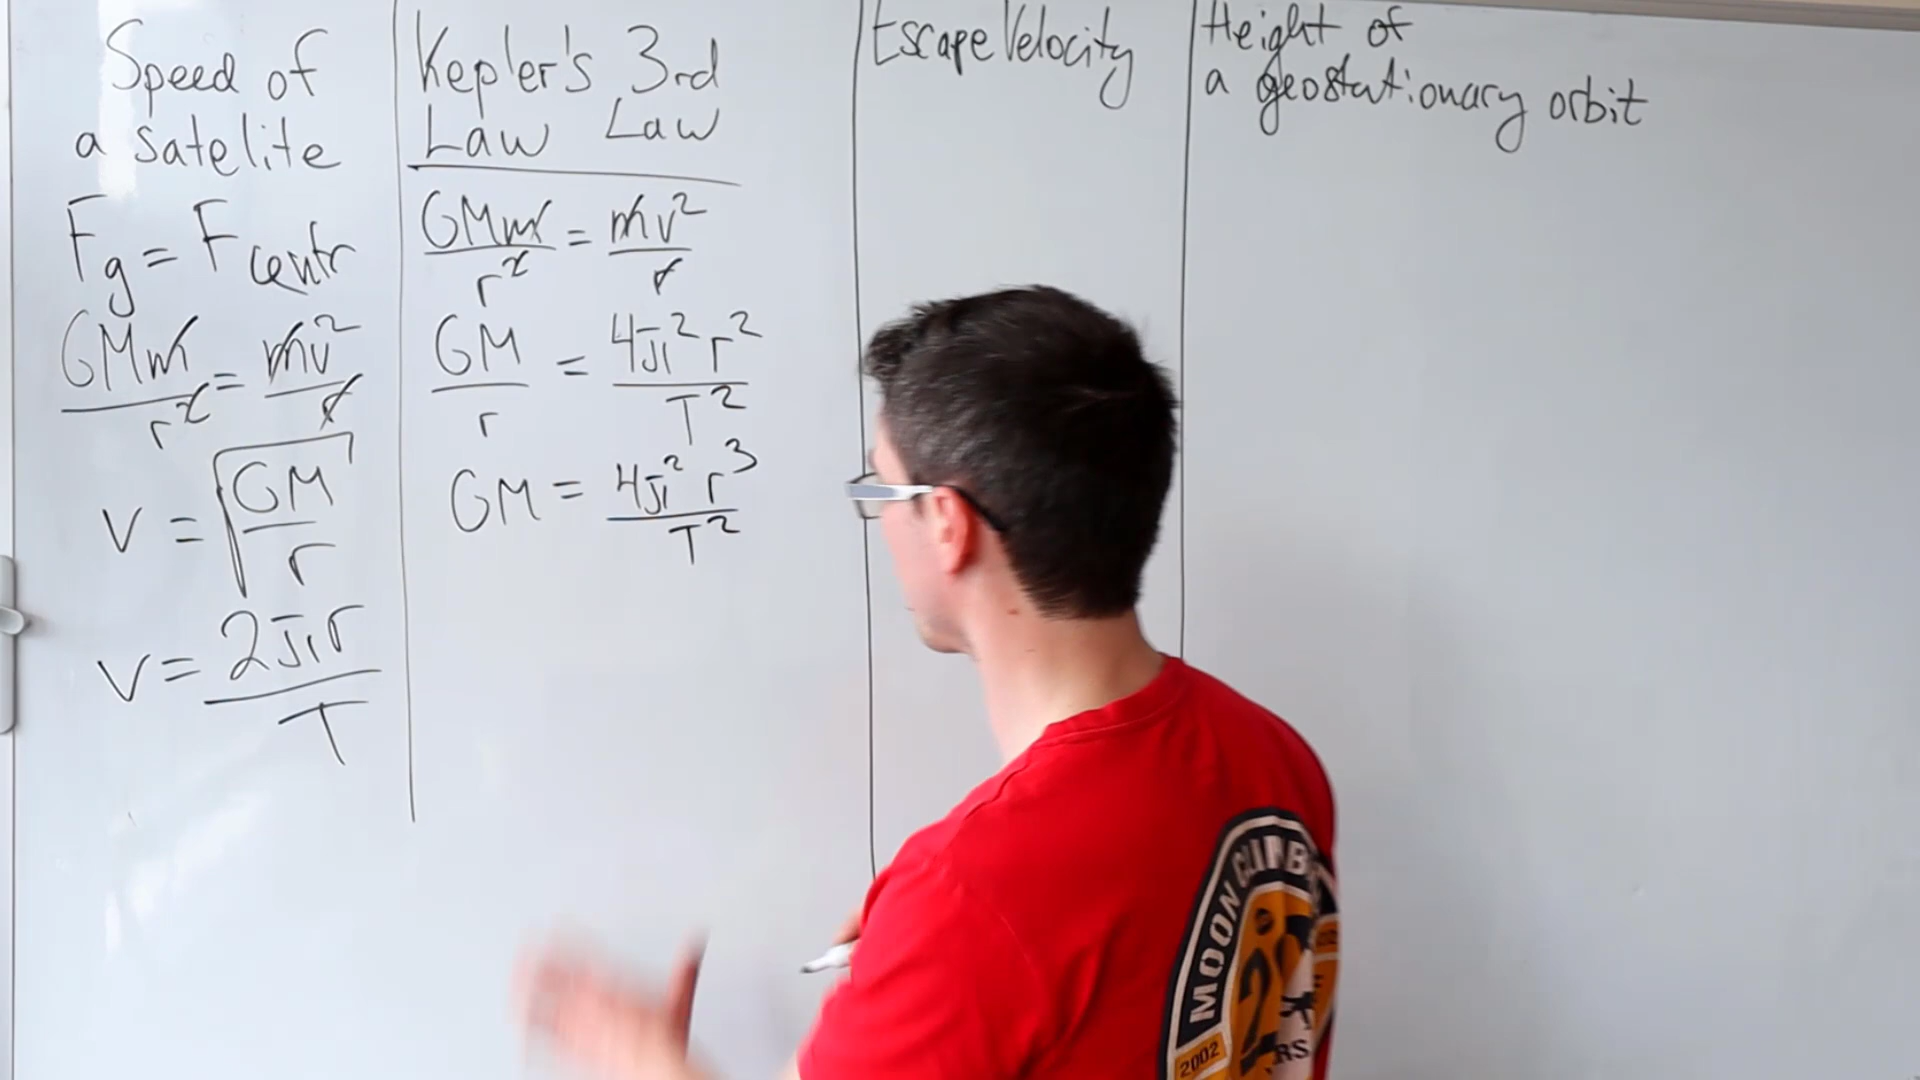 Speed of
a satelite
Fg = Fcentr
GMm/r² = mv²/r
v = √(GM/r)
v = 2πr/T
Kepler's 3rd
Law Law
GMm/r² = mv²/r
GM/r = 4π²r²/T²
GM = 4π²r³/T²
Escape Velocity
Height of
a geostationary orbit
MOON
2002
RS